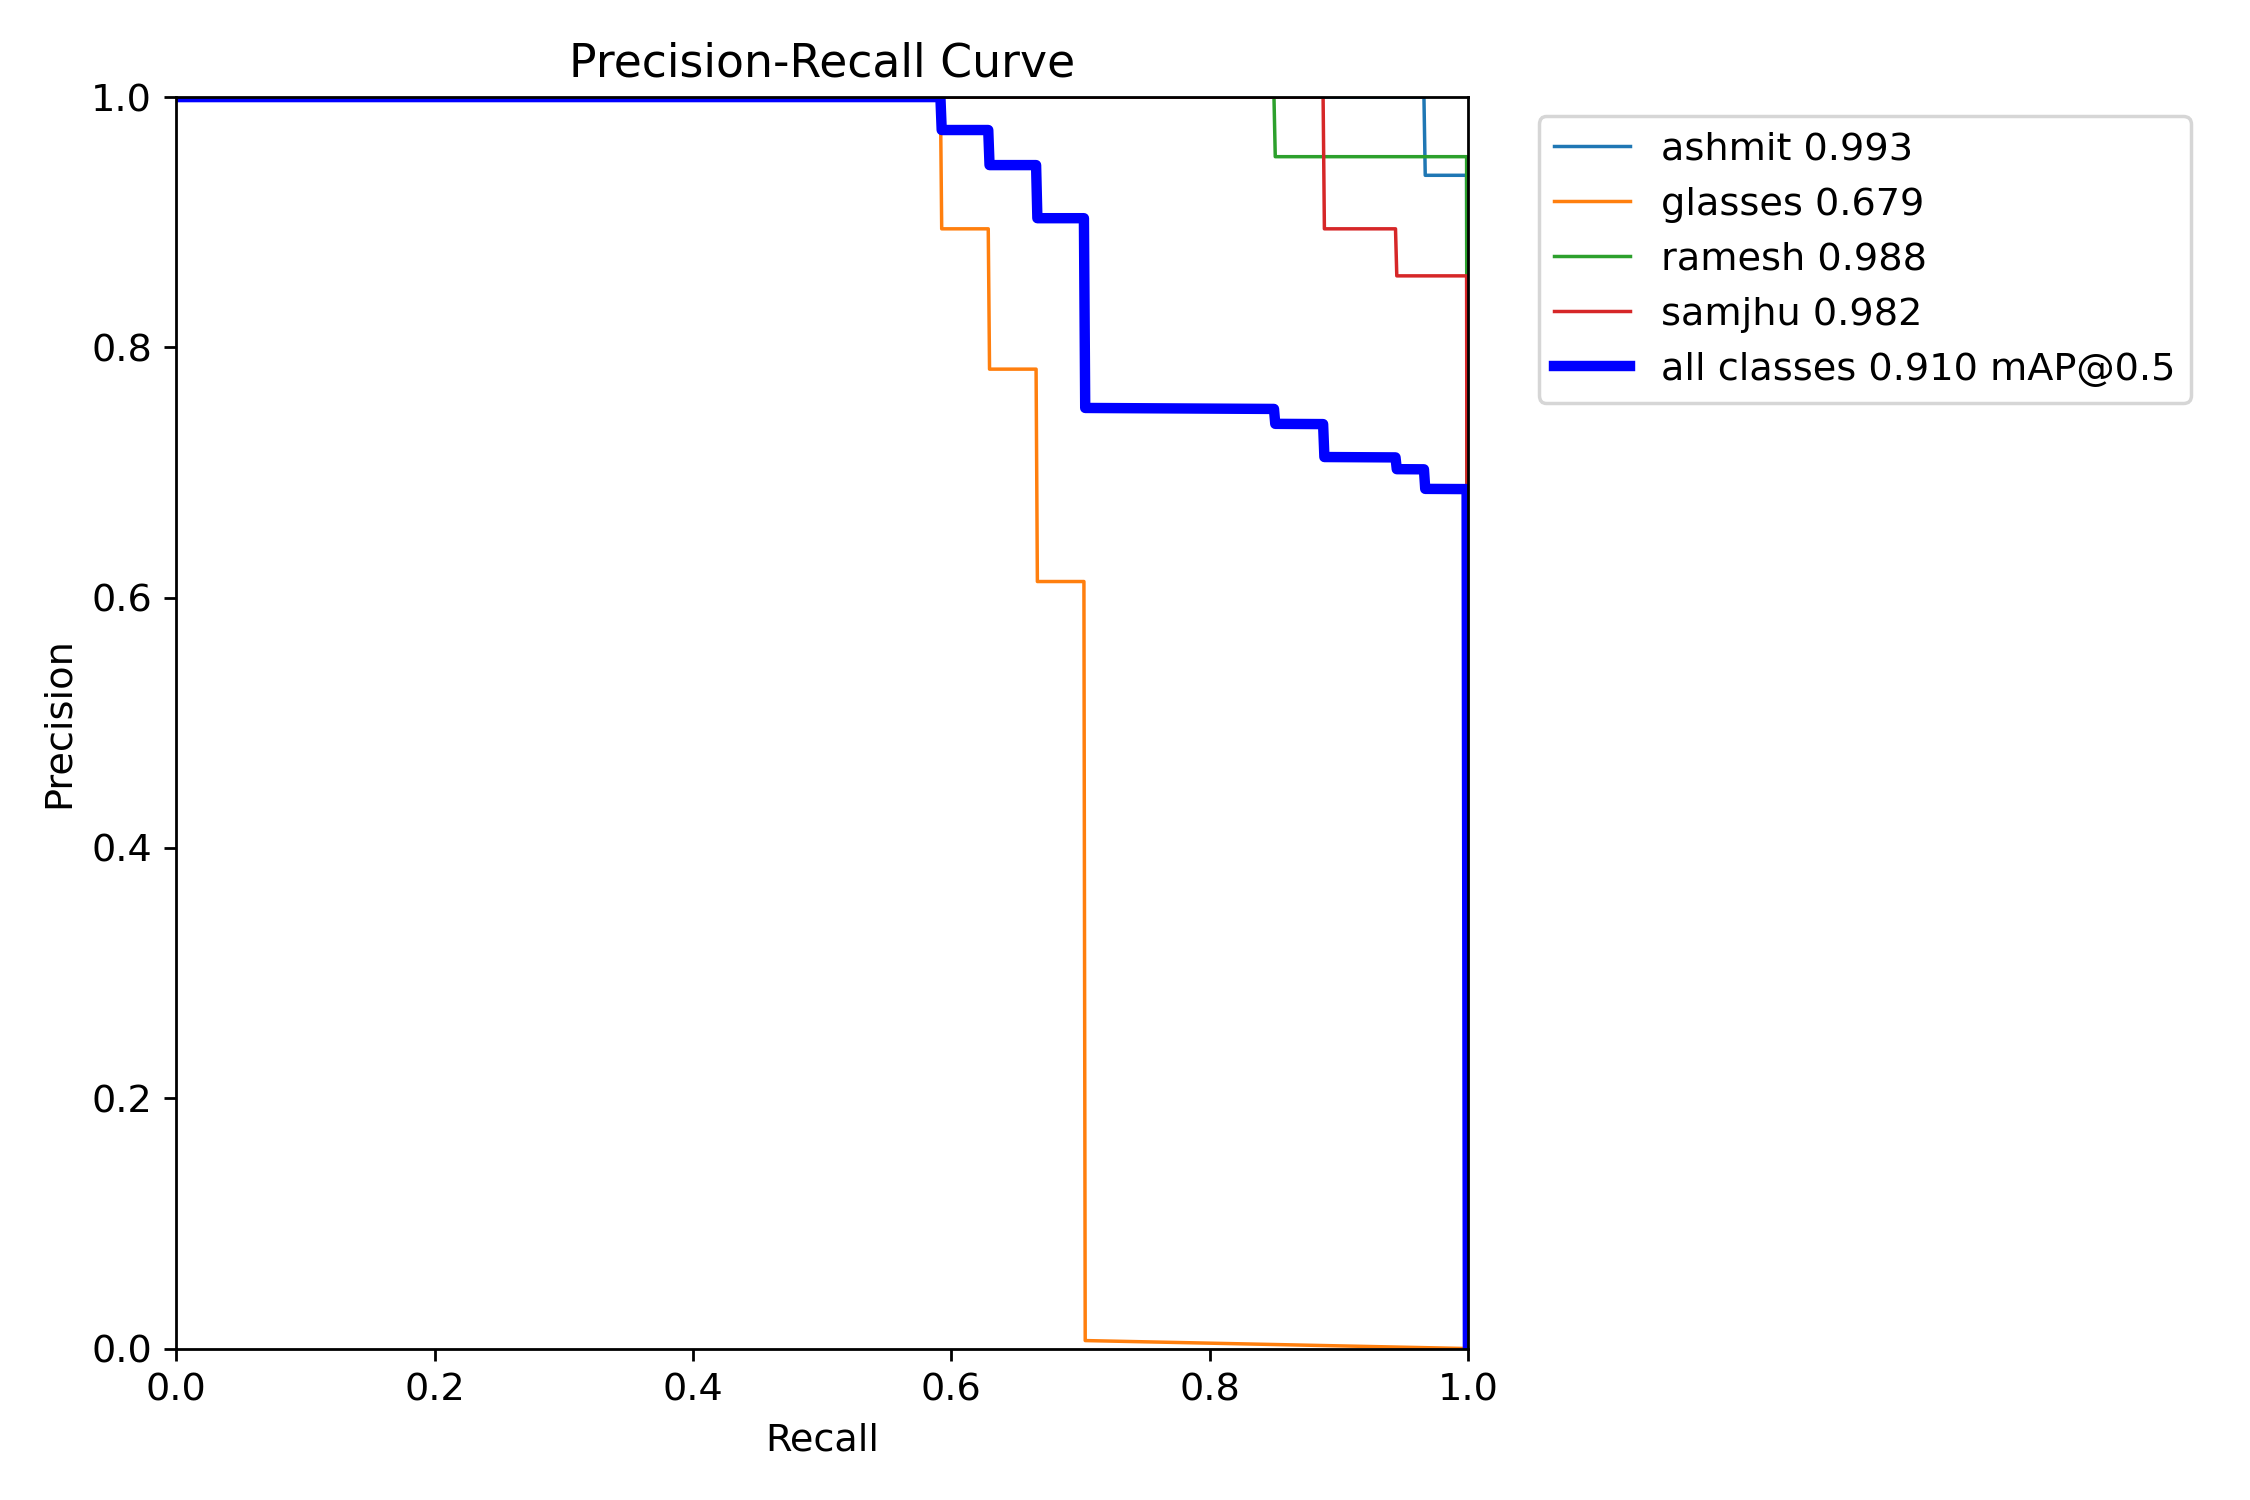 Precision-Recall Curve
1.0
0.8
0.6
0.4
0.2
0.0
Precision
0.0 0.2 0.4 0.6 0.8 1.0
Recall
ashmit 0.993
glasses 0.679
ramesh 0.988
samjhu 0.982
all classes 0.910 mAP@0.5